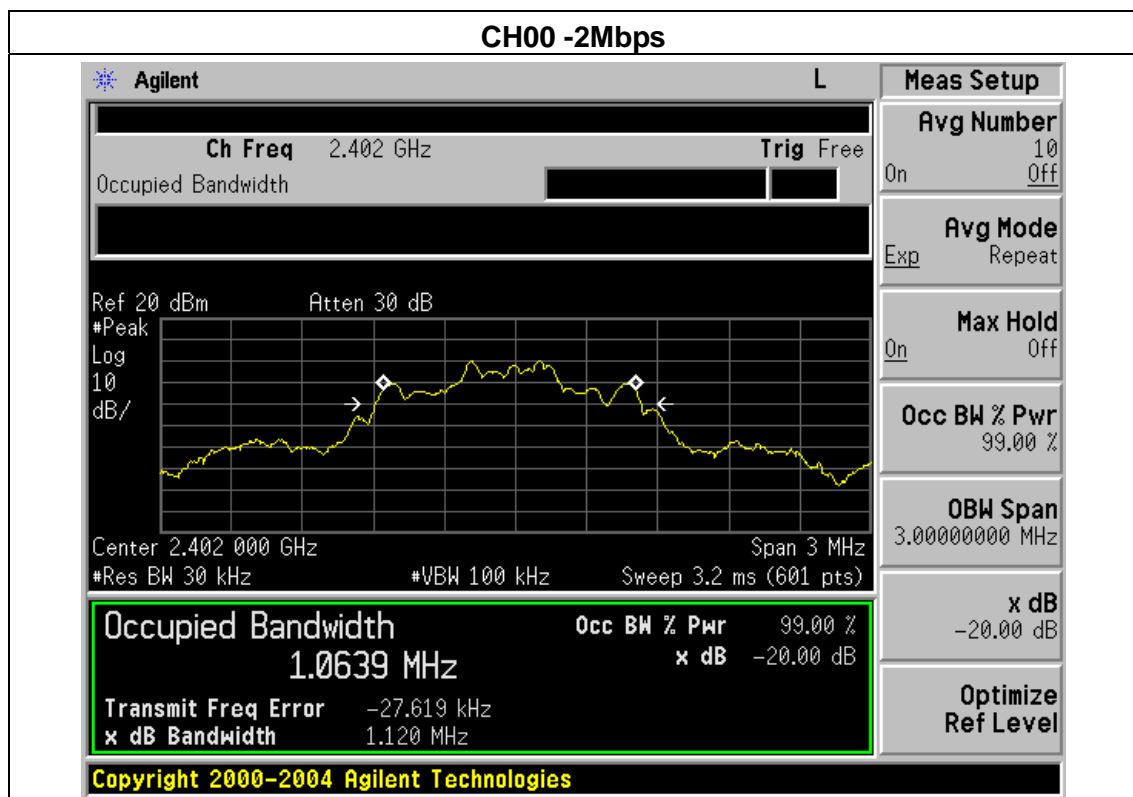 CH00 -2Mbps
Agilent L
Ch Freq 2.402 GHz Trig Free
Occupied Bandwidth
Ref 20 dBm Atten 30 dB
#Peak
Log
10
dB/
Center 2.402 000 GHz Span 3 MHz
#Res BW 30 kHz #VBW 100 kHz Sweep 3.2 ms (601 pts)
Occupied Bandwidth Occ BW % Pwr 99.00 %
1.0639 MHz x dB -20.00 dB
Transmit Freq Error -27.619 kHz
x dB Bandwidth 1.120 MHz
Copyright 2000-2004 Agilent Technologies
Meas Setup
Avg Number
10
On Off
Avg Mode
Exp Repeat
Max Hold
On Off
Occ BW % Pwr
99.00 %
OBW Span
3.00000000 MHz
x dB
-20.00 dB
Optimize
Ref Level